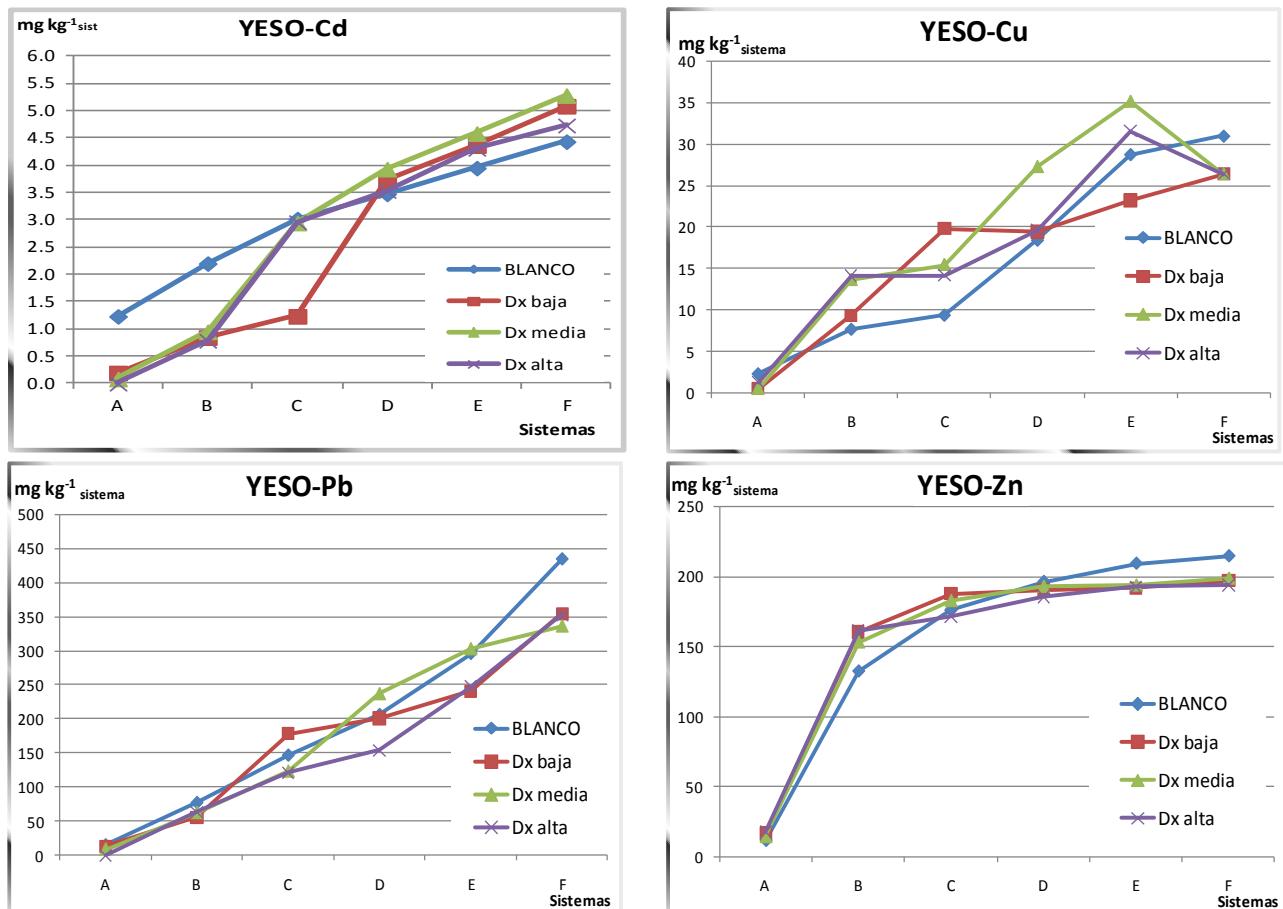 mg kg⁻¹sist YESO-Cd
6.0
5.5
5.0
4.5
4.0
3.5
3.0
2.5
2.0
1.5
1.0
0.5
0.0
BLANCO
Dx baja
Dx media
Dx alta
A B C D E F
Sistemas
YESO-Cu
mg kg⁻¹sistema
40
35
30
25
20
15
10
5
0
BLANCO
Dx baja
Dx media
Dx alta
A B C D E F
Sistemas
mg kg⁻¹sistema YESO-Pb
500
450
400
350
300
250
200
150
100
50
0
BLANCO
Dx baja
Dx media
Dx alta
A B C D E F
Sistemas
mg kg⁻¹sistema YESO-Zn
250
200
150
100
50
0
BLANCO
Dx baja
Dx media
Dx alta
A B C D E F
Sistemas